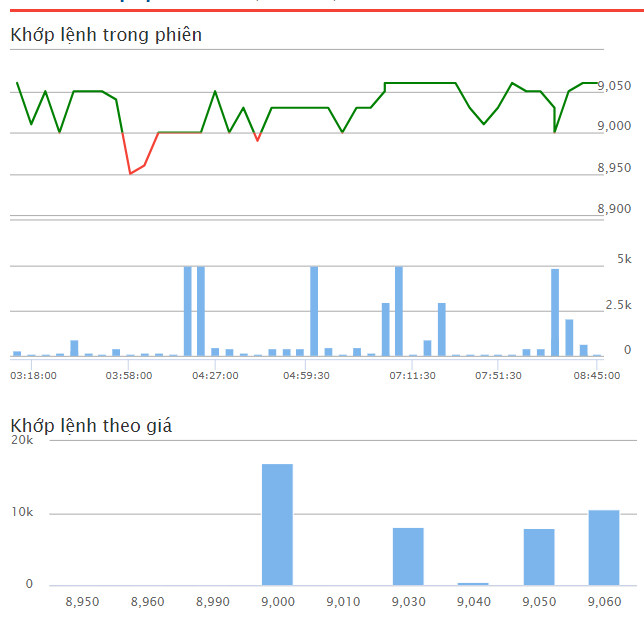 Khớp lệnh trong phiên
9,050
9,000
8,950
8,900
5k
2.5k
0
03:18:00 03:58:00 04:27:00 04:59:30 07:11:30 07:51:30 08:45:00
Khớp lệnh theo giá
20k
10k
0
8,950 8,960 8,990 9,000 9,010 9,030 9,040 9,050 9,060